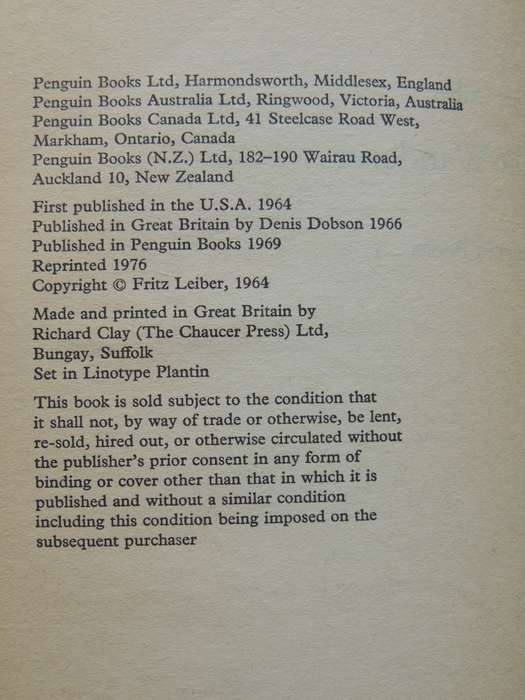 Penguin Books Ltd, Harmondsworth, Middlesex, England
Penguin Books Australia Ltd, Ringwood, Victoria, Australia
Penguin Books Canada Ltd, 41 Steelcase Road West,
Markham, Ontario, Canada
Penguin Books (N.Z.) Ltd, 182–190 Wairau Road,
Auckland 10, New Zealand
First published in the U.S.A. 1964
Published in Great Britain by Denis Dobson 1966
Published in Penguin Books 1969
Reprinted 1976
Copyright © Fritz Leiber, 1964
Made and printed in Great Britain by
Richard Clay (The Chaucer Press) Ltd,
Bungay, Suffolk
Set in Linotype Plantin
This book is sold subject to the condition that
it shall not, by way of trade or otherwise, be lent,
re-sold, hired out, or otherwise circulated without
the publisher's prior consent in any form of
binding or cover other than that in which it is
published and without a similar condition
including this condition being imposed on the
subsequent purchaser